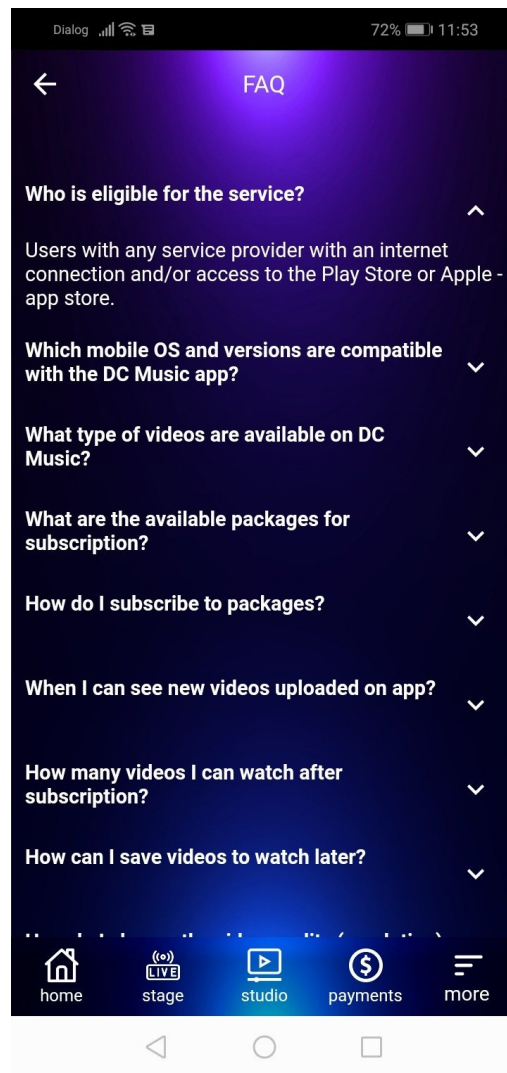 Dialog 72% 11:53
FAQ
Who is eligible for the service?
Users with any service provider with an internet
connection and/or access to the Play Store or Apple -
app store.
Which mobile OS and versions are compatible
with the DC Music app?
What type of videos are available on DC
Music?
What are the available packages for
subscription?
How do I subscribe to packages?
When I can see new videos uploaded on app?
How many videos I can watch after
subscription?
How can I save videos to watch later?
LIVE
home stage studio payments more